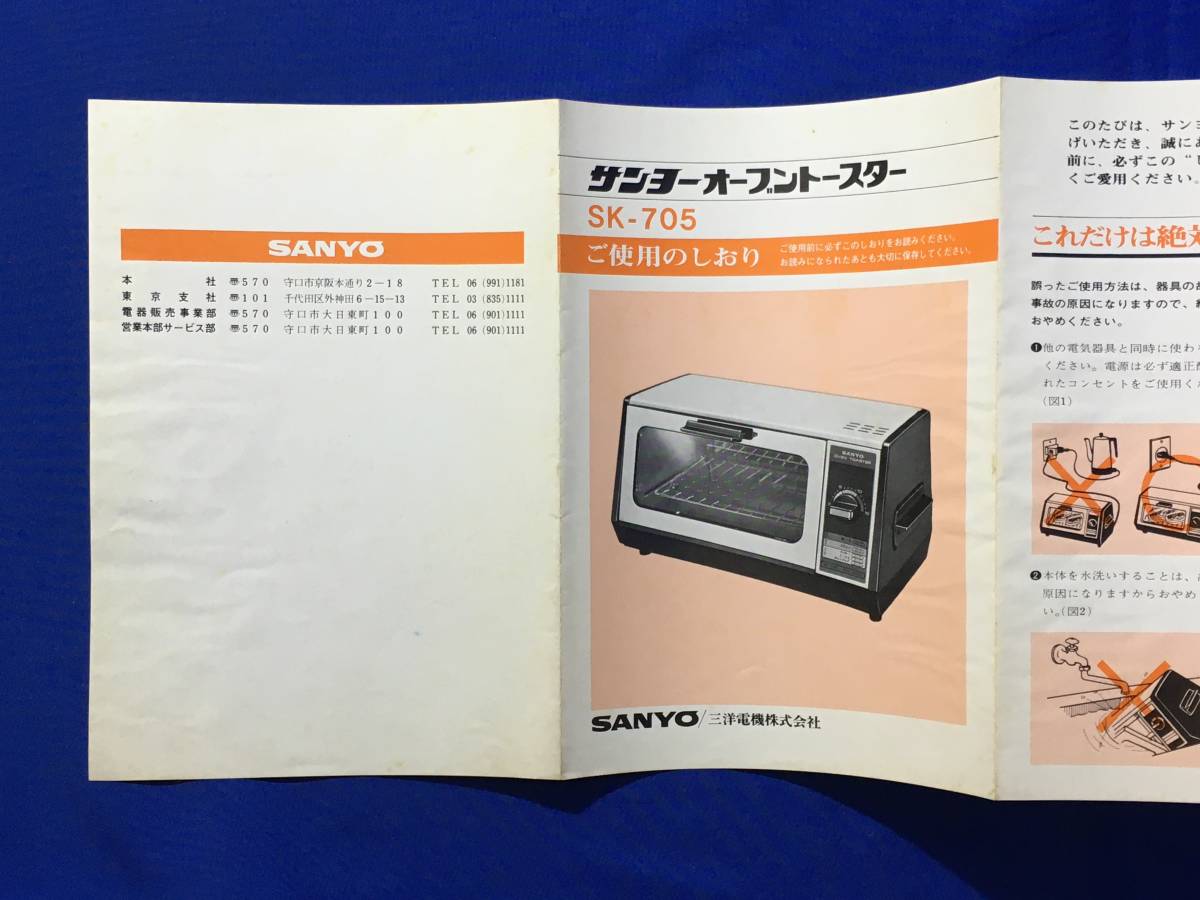 SANYO
本社 〠570 守口市京阪本通り2-18 TEL 06(991)1181
東京支社 〠101 千代田区外神田6-15-13 TEL 03(835)1111
電器販売事業部 〠570 守口市大日東町100 TEL 06(901)1111
営業本部サービス部 〠570 守口市大日東町100 TEL 06(901)1111
サンヨーオーブントースター
SK-705
ご使用のしおり
ご使用前に必ずこのしおりをお読みください。
お読みになられたあとも大切に保存してください。
SANYO
OVEN TOASTER
SANYO/三洋電機株式会社
このたびは、サンヨ
げいただき、誠にあ
前に、必ずこの“し
くご愛用ください。
これだけは絶対
誤ったご使用方法は、器具の故
事故の原因になりますので、絶
おやめください。
❶他の電気器具と同時に使わ
ください。電源は必ず適正配
れたコンセントをご使用くだ
(図1)
❷本体を水洗いすることは、
原因になりますからおやめ
い。(図2)